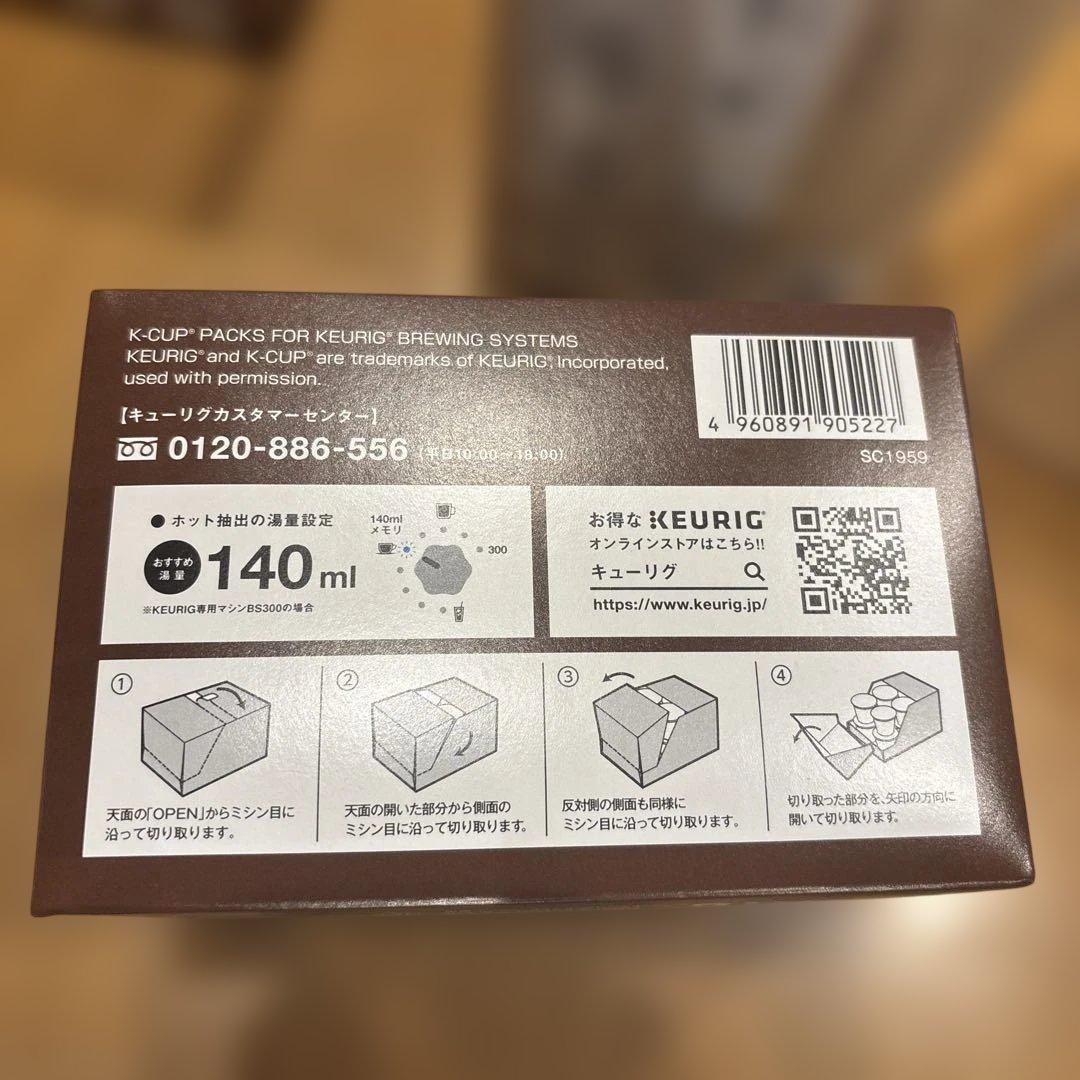 K-CUP® PACKS FOR KEURIG® BREWING SYSTEMS
KEURIG® and K-CUP® are trademarks of KEURIG®, Incorporated,
used with permission.
【キューリグカスタマーセンター】
0120-886-556 (平日10:00〜18:00)
4 960891 905227
SC1959
●ホット抽出の湯量設定
おすすめ
湯量
140ml
※KEURIG専用マシンBS300の場合
140ml
メモリ
300
お得な KEURIG®
オンラインストアはこちら!!
キューリグ
https://www.keurig.jp/
①
天面の「OPEN」からミシン目に
沿って切り取ります。
②
天面の開いた部分から側面の
ミシン目に沿って切り取ります。
③
反対側の側面も同様に
ミシン目に沿って切り取ります。
④
切り取った部分を、矢印の方向に
開いて切り取ります。